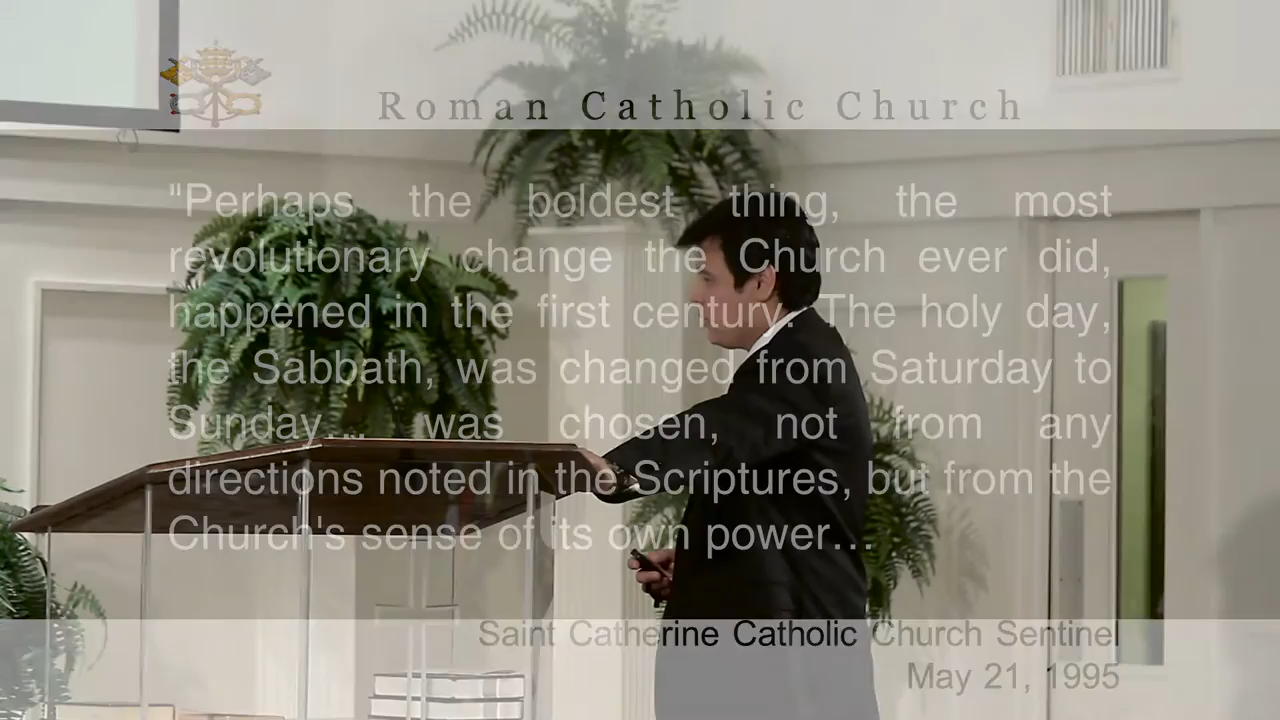 Roman Catholic Church
"Perhaps the boldest thing, the most
revolutionary change the Church ever did,
happened in the first century. The holy day,
the Sabbath, was changed from Saturday to
Sunday... was chosen, not from any
directions noted in the Scriptures, but from the
Church's sense of its own power...
Saint Catherine Catholic Church Sentinel
May 21, 1995